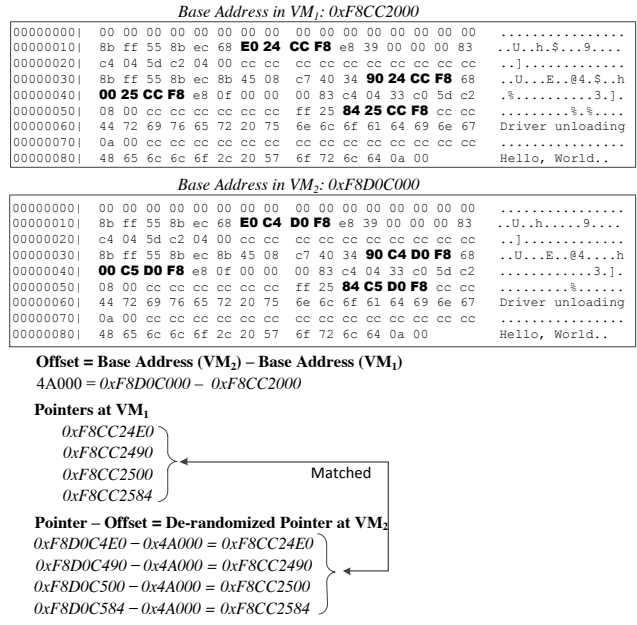 Base Address in VM1: 0xF8CC2000
00000000| 00 00 00 00 00 00 00 00 00 00 00 00 00 00 00 00 ................
00000010| 8b ff 55 8b ec 68 E0 24 CC F8 e8 39 00 00 00 83 ..U..h.$...9....
00000020| c4 04 5d c2 04 00 cc cc cc cc cc cc cc cc cc cc ..].............
00000030| 8b ff 55 8b ec 8b 45 08 c7 40 34 90 24 CC F8 68 ..U...E..@4.$..h
00000040| 00 25 CC F8 e8 0f 00 00 00 83 c4 04 33 c0 5d c2 .%..........3.].
00000050| 08 00 cc cc cc cc cc cc ff 25 84 25 CC F8 cc cc .........%.%....
00000060| 44 72 69 76 65 72 20 75 6e 6c 6f 61 64 69 6e 67 Driver unloading
00000070| 0a 00 cc cc cc cc cc cc cc cc cc cc cc cc cc cc ................
00000080| 48 65 6c 6c 6f 2c 20 57 6f 72 6c 64 0a 00 Hello, World..
Base Address in VM2: 0xF8D0C000
00000000| 00 00 00 00 00 00 00 00 00 00 00 00 00 00 00 00 ................
00000010| 8b ff 55 8b ec 68 E0 C4 D0 F8 e8 39 00 00 00 83 ..U..h.....9....
00000020| c4 04 5d c2 04 00 cc cc cc cc cc cc cc cc cc cc ..].............
00000030| 8b ff 55 8b ec 8b 45 08 c7 40 34 90 C4 D0 F8 68 ..U...E..@4....h
00000040| 00 C5 D0 F8 e8 0f 00 00 00 83 c4 04 33 c0 5d c2 ............3.].
00000050| 08 00 cc cc cc cc cc cc ff 25 84 C5 D0 F8 cc cc .........%......
00000060| 44 72 69 76 65 72 20 75 6e 6c 6f 61 64 69 6e 67 Driver unloading
00000070| 0a 00 cc cc cc cc cc cc cc cc cc cc cc cc cc cc ................
00000080| 48 65 6c 6c 6f 2c 20 57 6f 72 6c 64 0a 00 Hello, World..
Offset = Base Address (VM2) – Base Address (VM1)
4A000 = 0xF8D0C000 – 0xF8CC2000
Pointers at VM1
0xF8CC24E0
0xF8CC2490
0xF8CC2500
0xF8CC2584
Matched
Pointer – Offset = De-randomized Pointer at VM2
0xF8D0C4E0 – 0x4A000 = 0xF8CC24E0
0xF8D0C490 – 0x4A000 = 0xF8CC2490
0xF8D0C500 – 0x4A000 = 0xF8CC2500
0xF8D0C584 – 0x4A000 = 0xF8CC2584